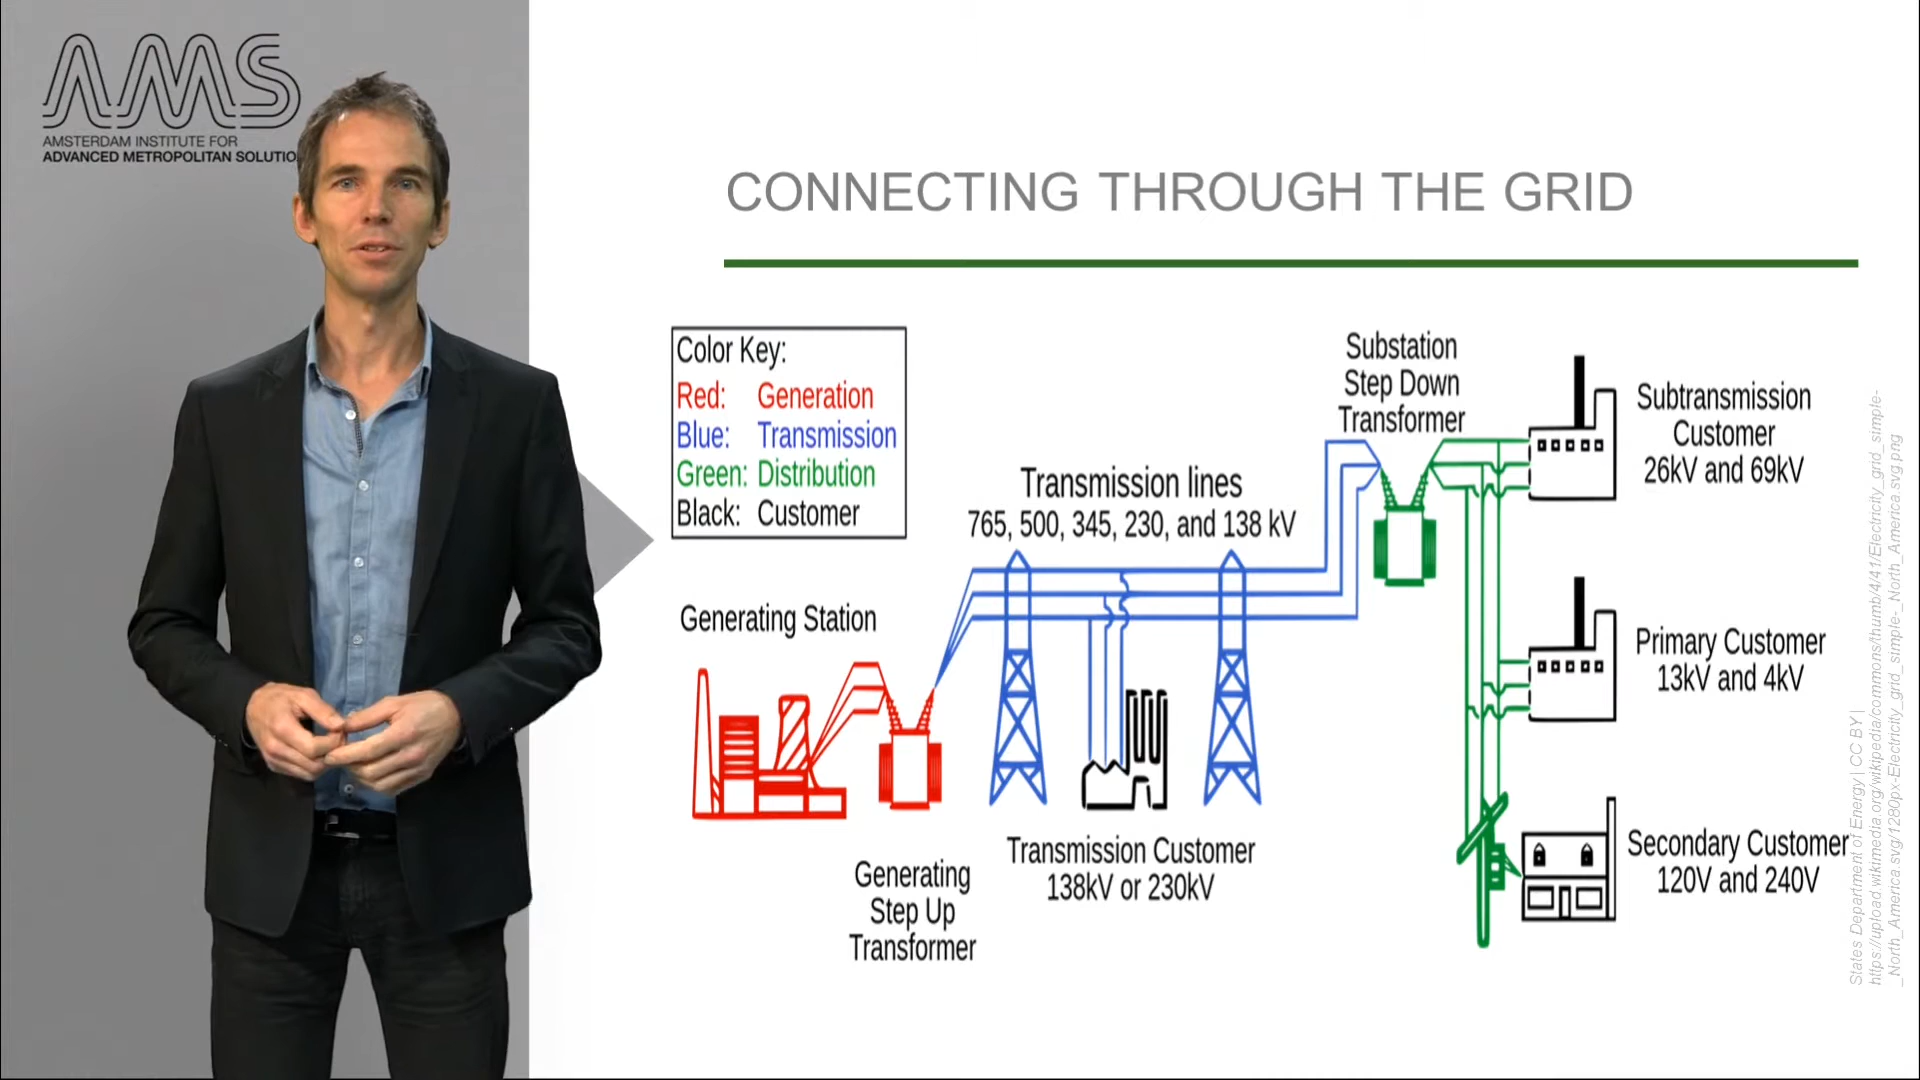 AMS
AMSTERDAM INSTITUTE FOR
ADVANCED METROPOLITAN SOLUTIO
CONNECTING THROUGH THE GRID
Color Key:
Red: Generation
Blue: Transmission
Green: Distribution
Black: Customer
Generating Station
Generating
Step Up
Transformer
Transmission lines
765, 500, 345, 230, and 138 kV
Transmission Customer
138kV or 230kV
Substation
Step Down
Transformer
Subtransmission
Customer
26kV and 69kV
Primary Customer
13kV and 4kV
Secondary Customer
120V and 240V
States Department of Energy | CC BY |
https://upload.wikimedia.org/wikipedia/commons/thumb/4/41/Electricity_grid_simple-
_North_America.svg/1280px-Electricity_grid_simple-_North_America.svg.png